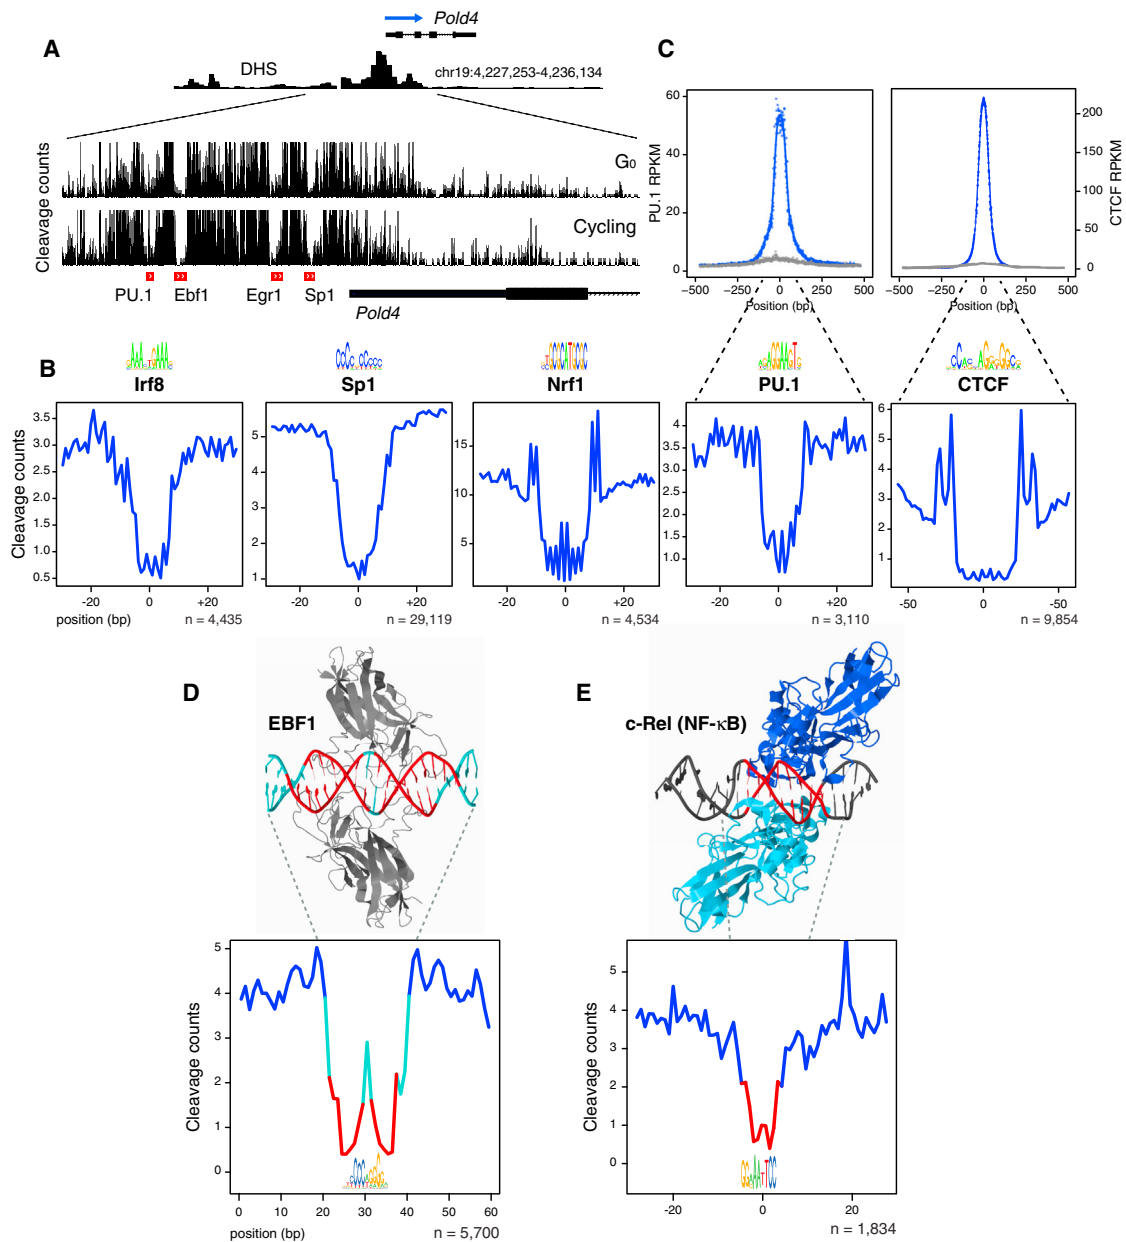 A
Pold4
C
DHS
chr19:4,227,253-4,236,134
Cleavage counts
G0
Cycling
PU.1
Ebf1
Egr1
Sp1
Pold4
PU.1 RPKM
60
40
20
0
−500
−250
0
250
500
Position (bp)
CTCF RPKM
200
150
100
50
0
−500
−250
0
250
500
Position (bp)
B
Irf8
Sp1
Nrf1
PU.1
CTCF
Cleavage counts
3.5
3.0
2.5
2.0
1.5
1.0
0.5
-20
0
+20
position (bp)
n = 4,435
5
4
3
2
1
-20
0
+20
n = 29,119
15
10
5
-20
0
+20
n = 4,534
4
3.5
3.0
2.5
2.0
1.5
1.0
-20
0
+20
n = 3,110
6
5
4
3
2
1
-50
0
-50
n = 9,854
D
EBF1
E
c-Rel (NF-κB)
Cleavage counts
5
4
3
2
1
0
0
10
20
30
40
50
60
position (bp)
n = 5,700
Cleavage counts
5
4
3
2
1
0
-20
0
20
n = 1,834